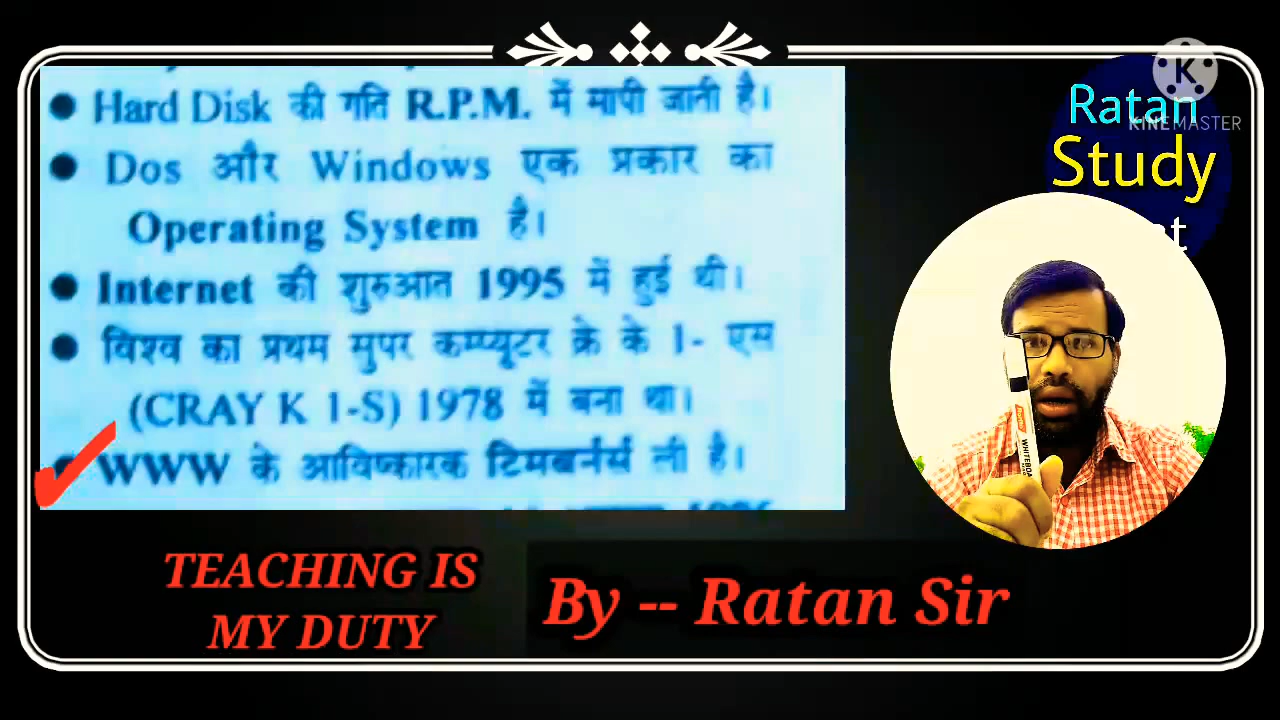 ● Hard Disk की गति R.P.M. में मापी जाती है।
● Dos और Windows एक प्रकार का
Operating System है।
● Internet की शुरुआत 1995 में हुई थी।
● विश्व का प्रथम सुपर कम्प्यूटर क्रे के 1- एस
(CRAY K 1-S) 1978 में बना था।
● WWW के आविष्कारक टिमबर्नर्स ली है।
Ratan
Study
K
KINEMASTER
TEACHING IS
MY DUTY
By -- Ratan Sir